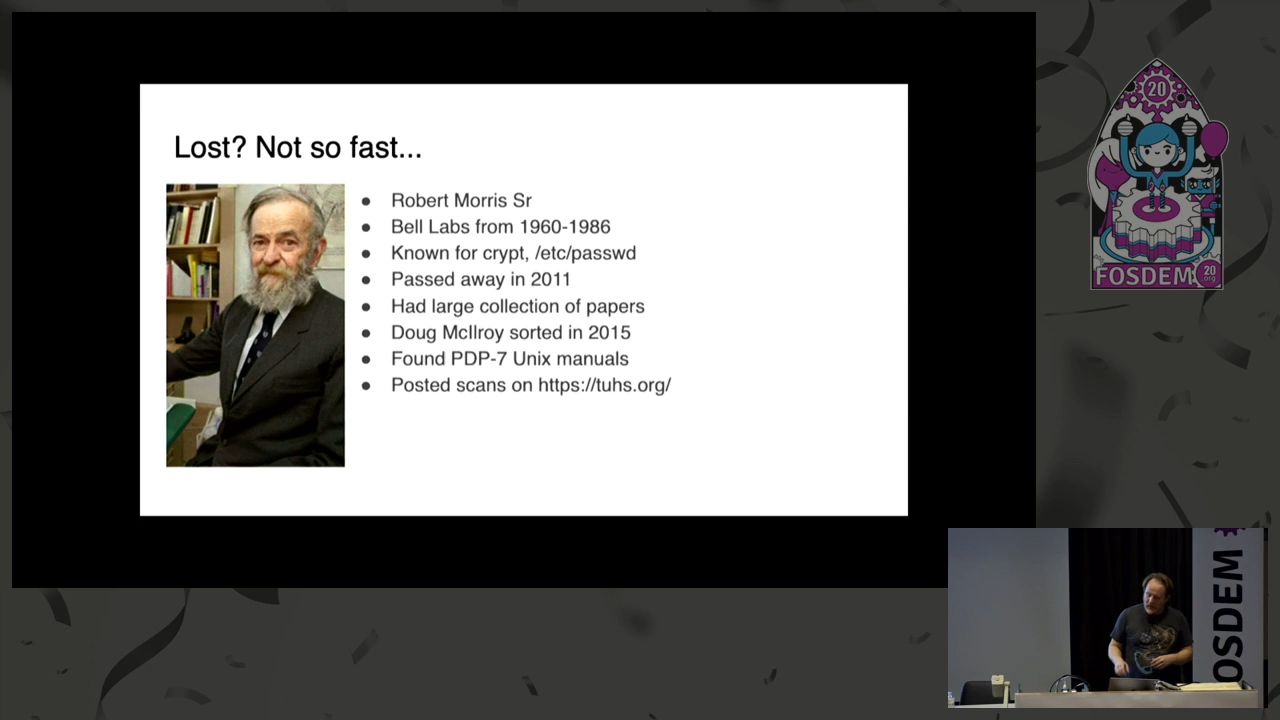 Lost? Not so fast...
● Robert Morris Sr
● Bell Labs from 1960-1986
● Known for crypt, /etc/passwd
● Passed away in 2011
● Had large collection of papers
● Doug McIlroy sorted in 2015
● Found PDP-7 Unix manuals
● Posted scans on https://tuhs.org/
20
FOSDEM
20
org
OSDEM